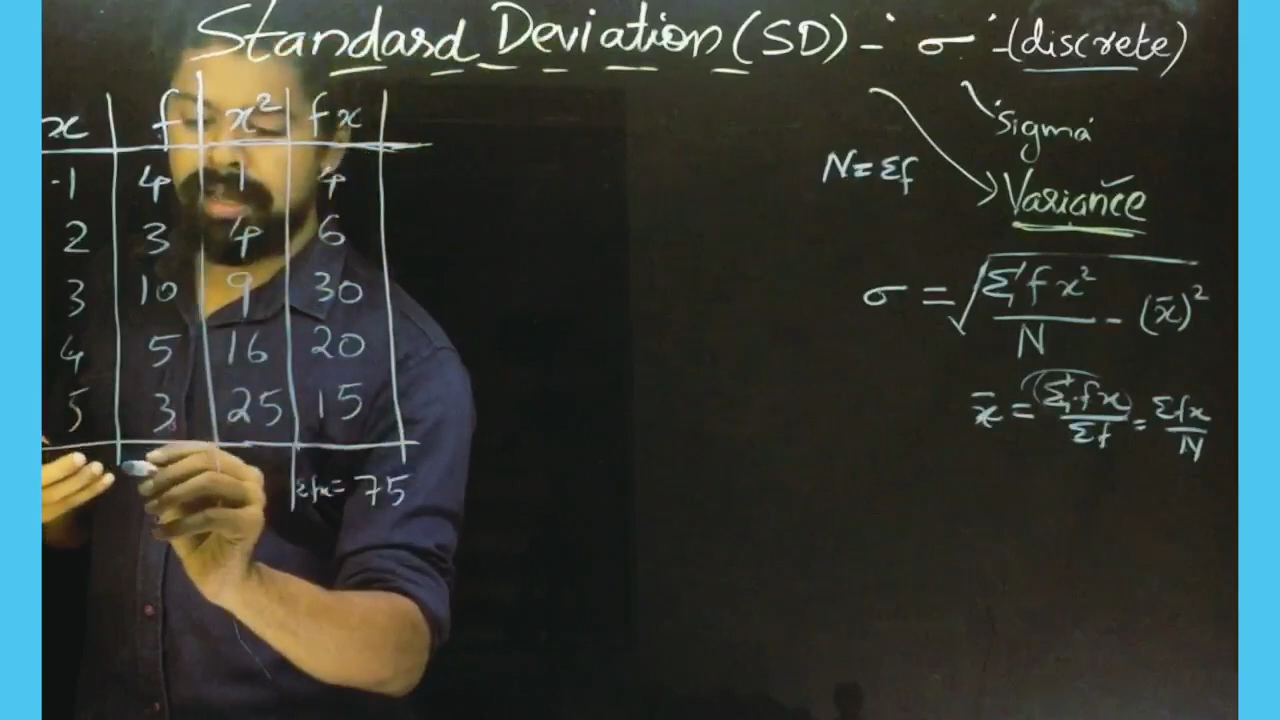 Standard Deviation (SD) - σ - (discrete)
Sigma
N = Σf
Variance
x f x² fx
1 4 1 4
2 3 4 6
3 10 9 30
4 5 16 20
5 3 25 15
Σfx = 75
σ = √ Σfx² / N - (x̄)²
x̄ = Σfx / Σf = Σfx / N